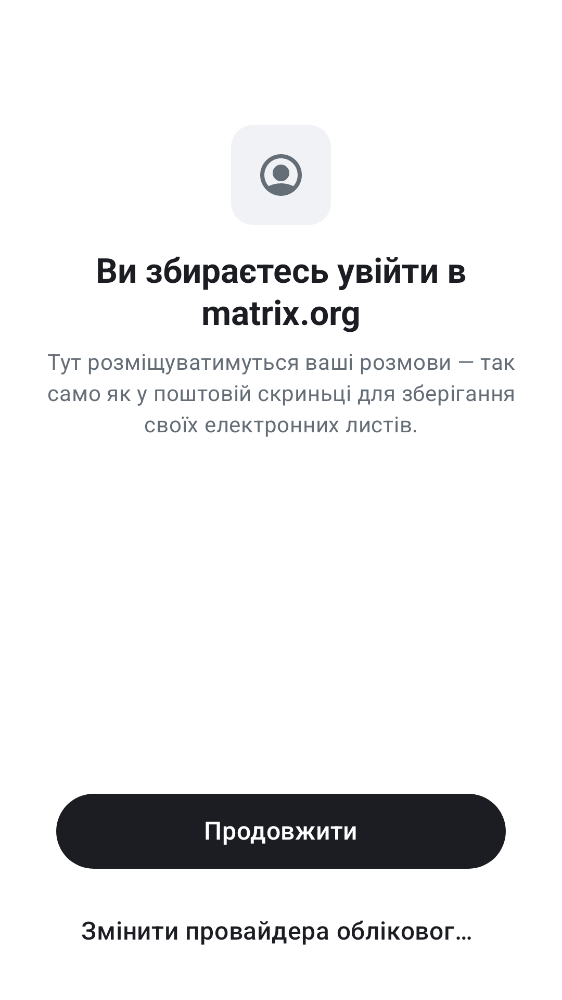 Ви збираєтесь увійти в
matrix.org
Тут розміщуватимуться ваші розмови — так
само як у поштовій скриньці для зберігання
своїх електронних листів.
Продовжити
Змінити провайдера обліковог…